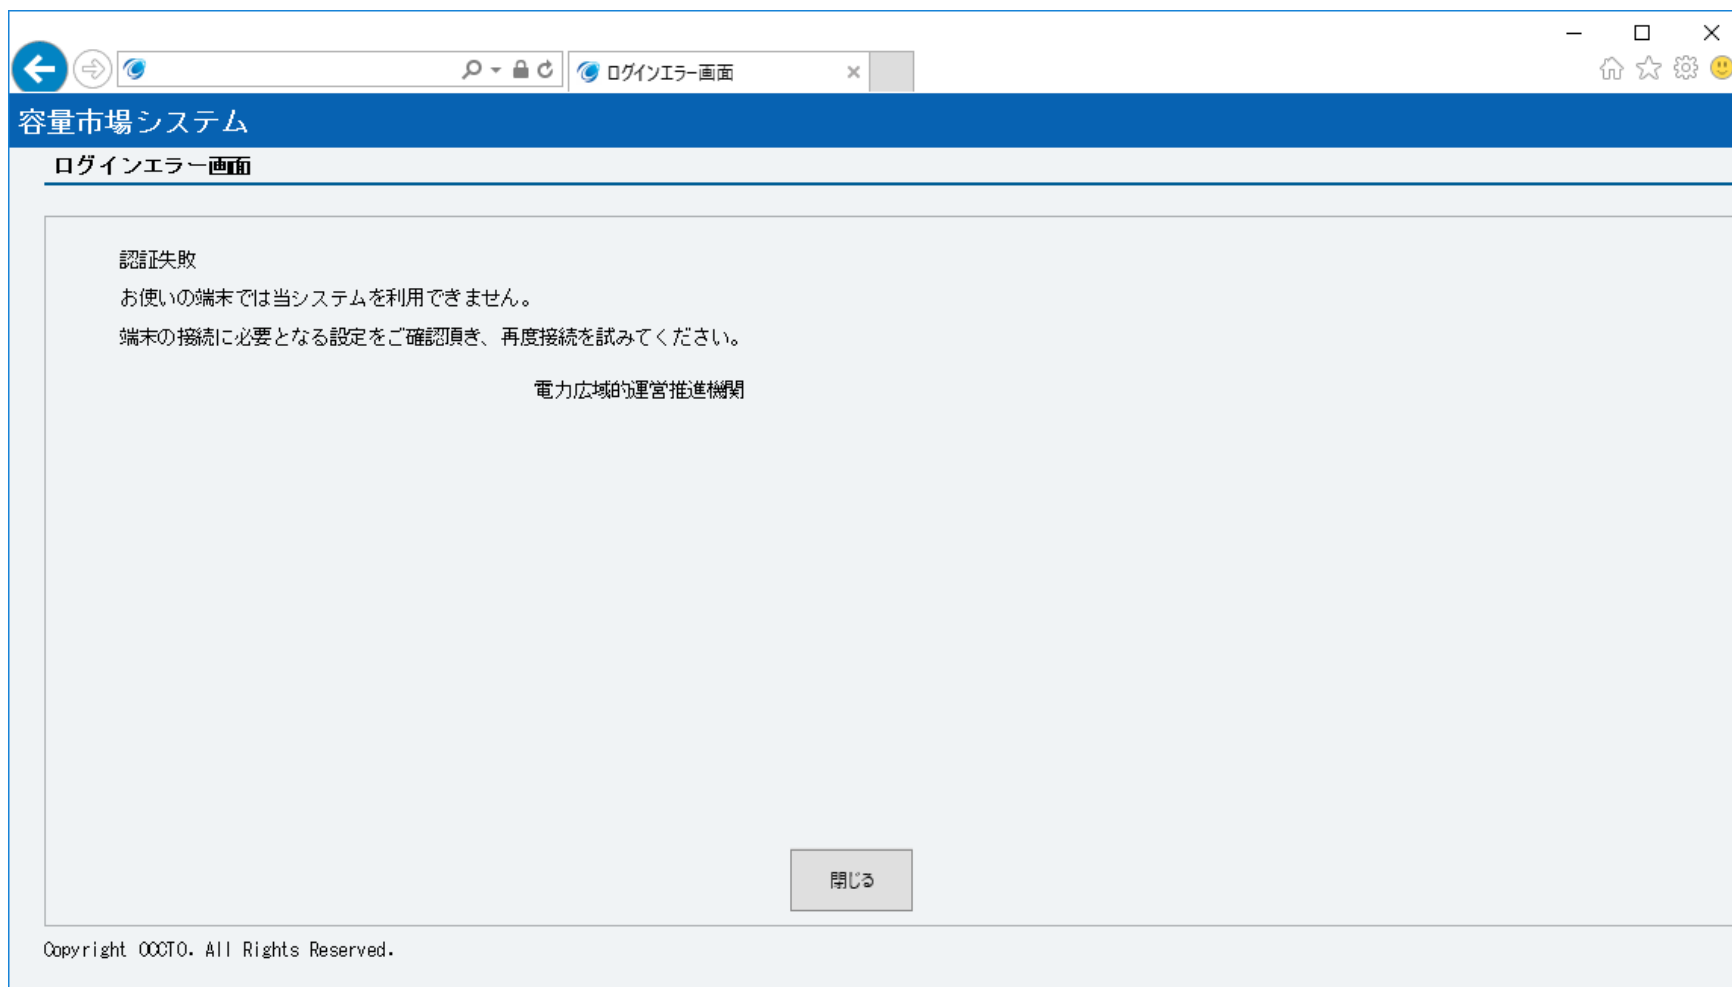 ログインエラー画面
容量市場システム
ログインエラー画面
認証失敗
お使いの端末では当システムを利用できません。
端末の接続に必要となる設定をご確認頂き、再度接続を試みてください。
電力広域的運営推進機関
閉じる
Copyright OCCTO. All Rights Reserved.